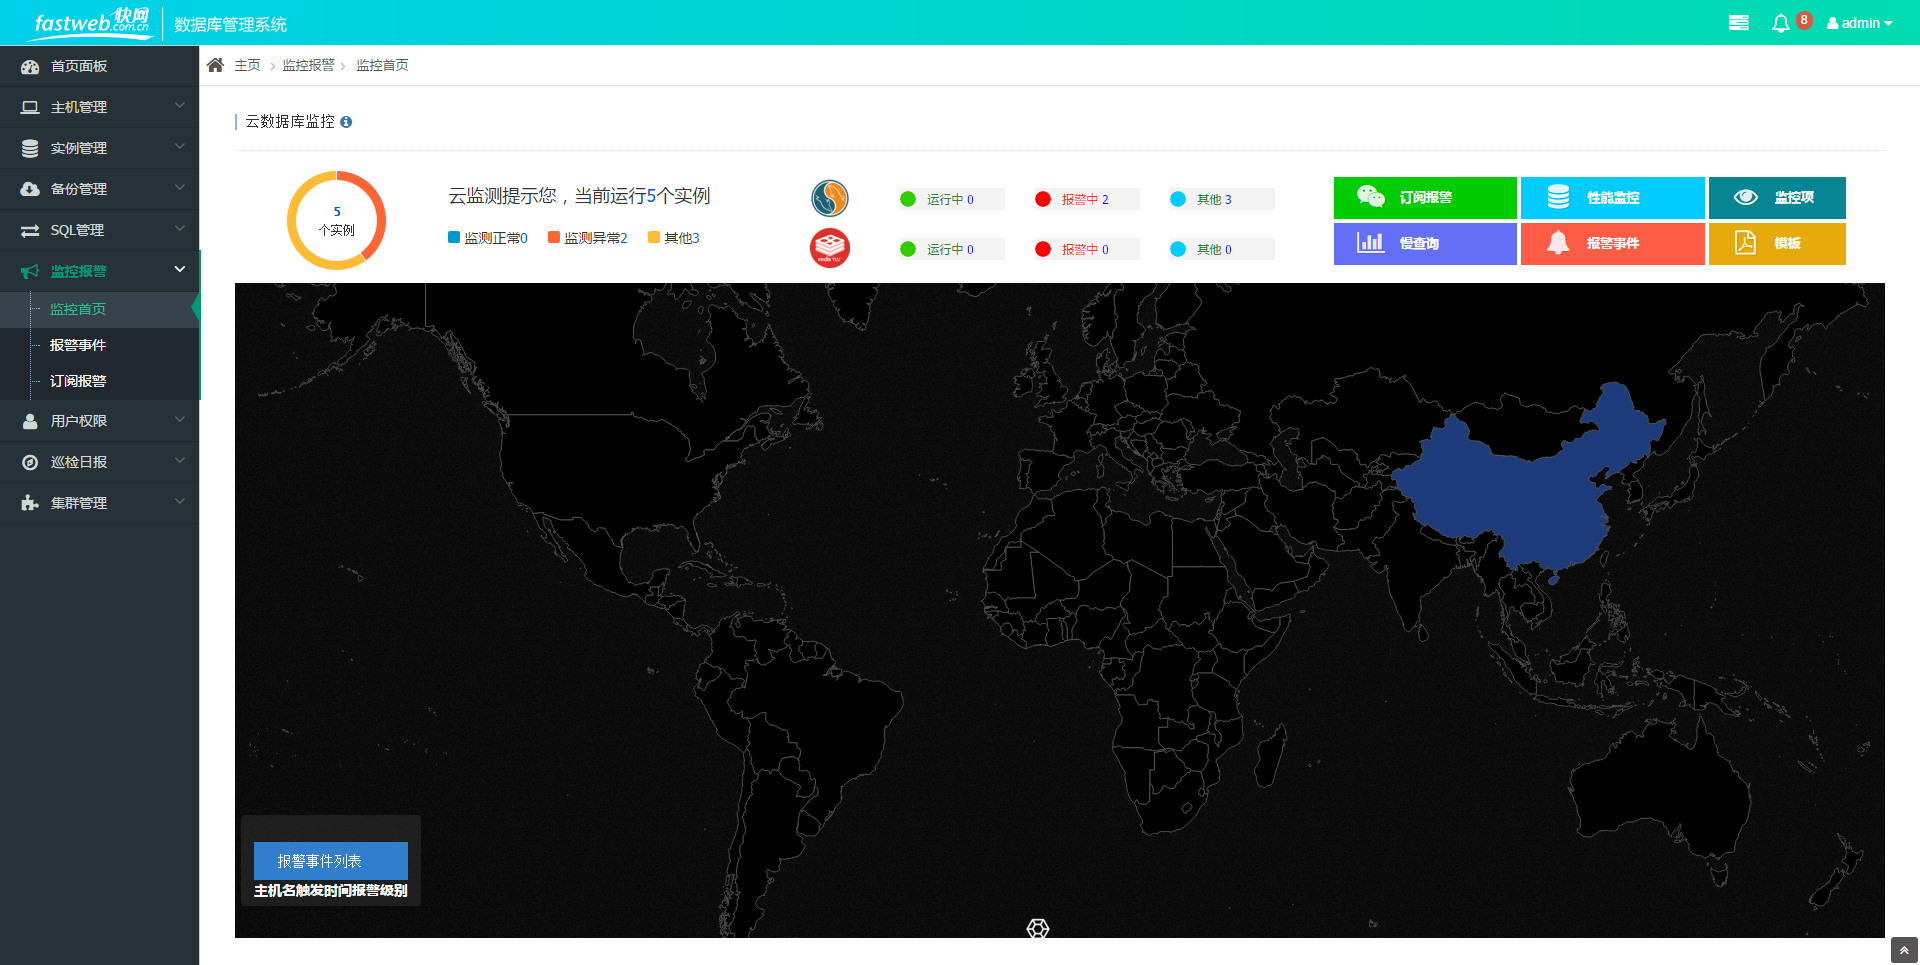 fastweb快网
.com.cn
数据库管理系统
8
admin
首页面板
主机管理
实例管理
备份管理
SQL管理
监控报警
监控首页
报警事件
订阅报警
用户权限
巡检日报
集群管理
主页 监控报警 监控首页
云数据库监控
5
个实例
云监测提示您，当前运行5个实例
监测正常0 监测异常2 其他3
运行中 0 报警中 2 其他 3
redis
运行中 0 报警中 0 其他 0
订阅报警 性能监控 监控项
慢查询 报警事件 模板
报警事件列表
主机名触发时间报警级别